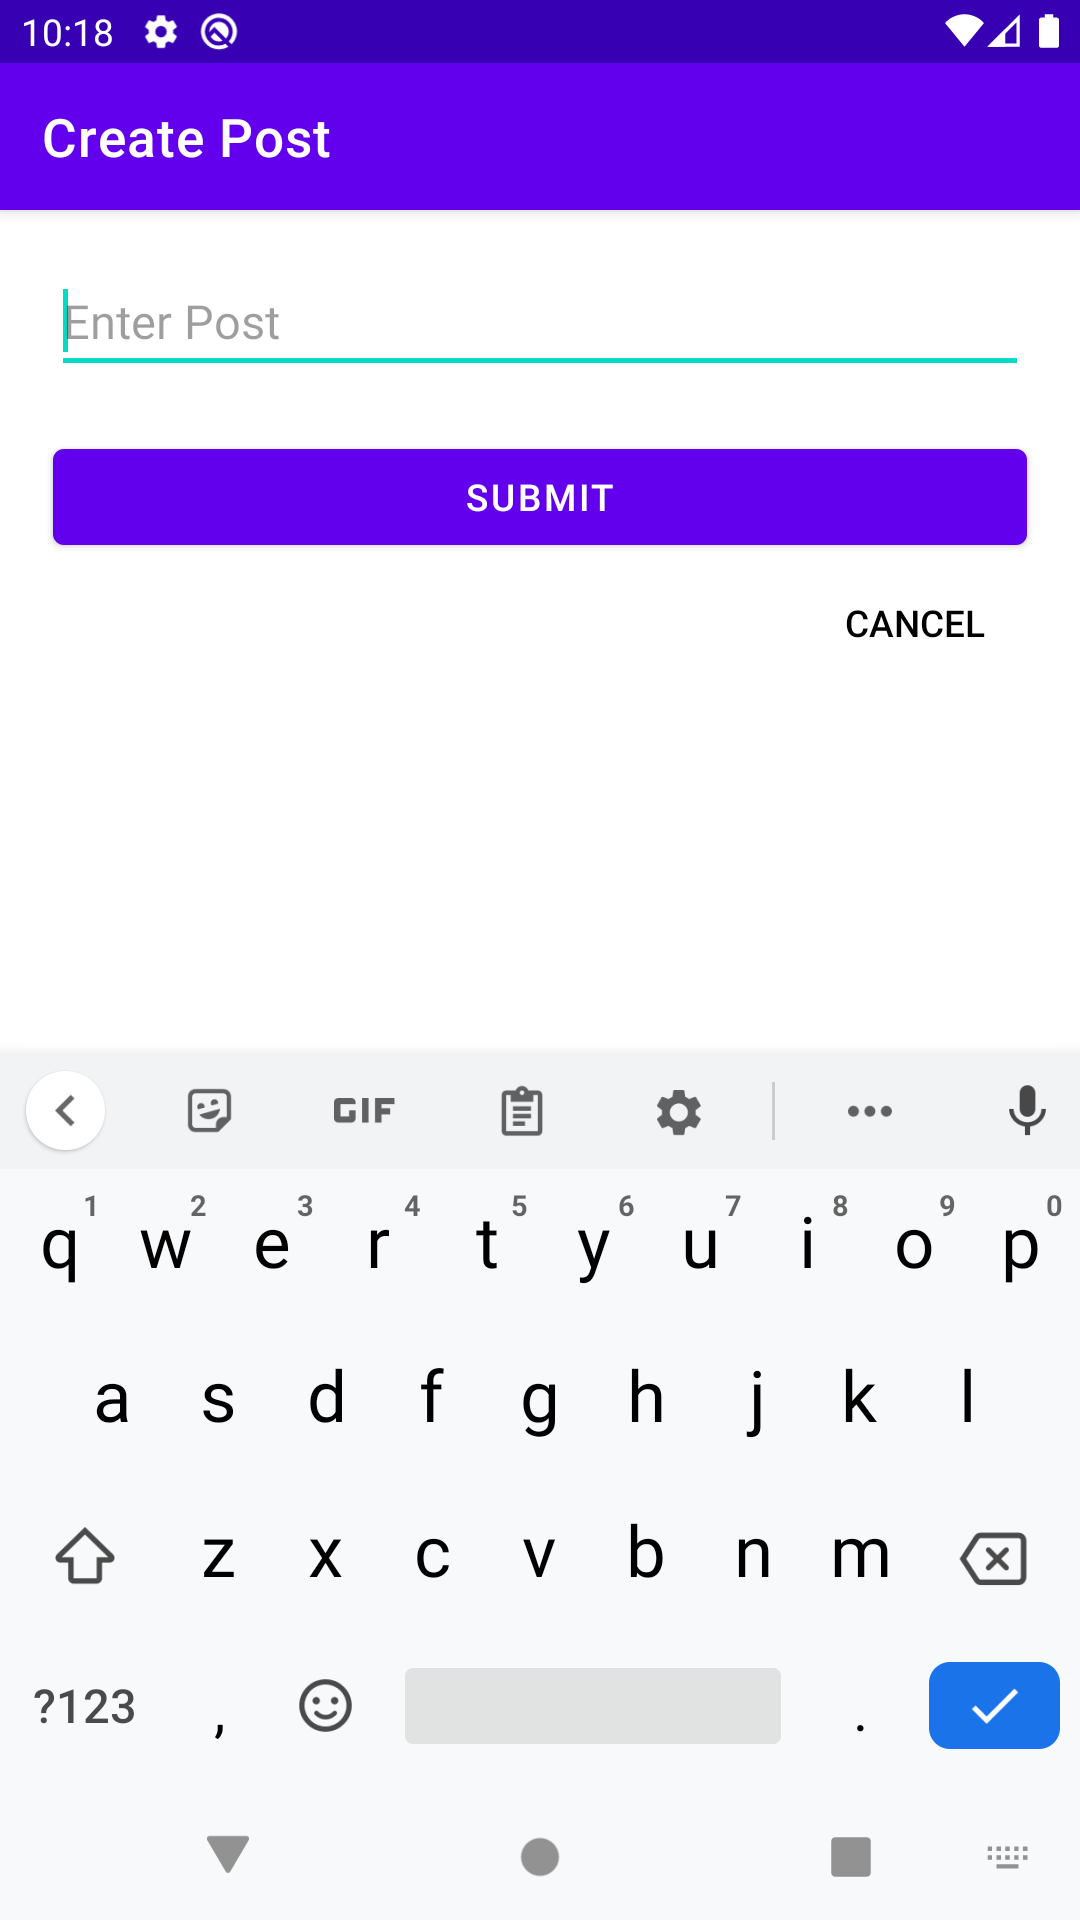 10:18
Create Post
Enter Post
SUBMIT
CANCEL
GIF
1 2 3 4 5 6 7 8 9 0
q w e r t y u i o p
a s d f g h j k l
z x c v b n m
?123 , .